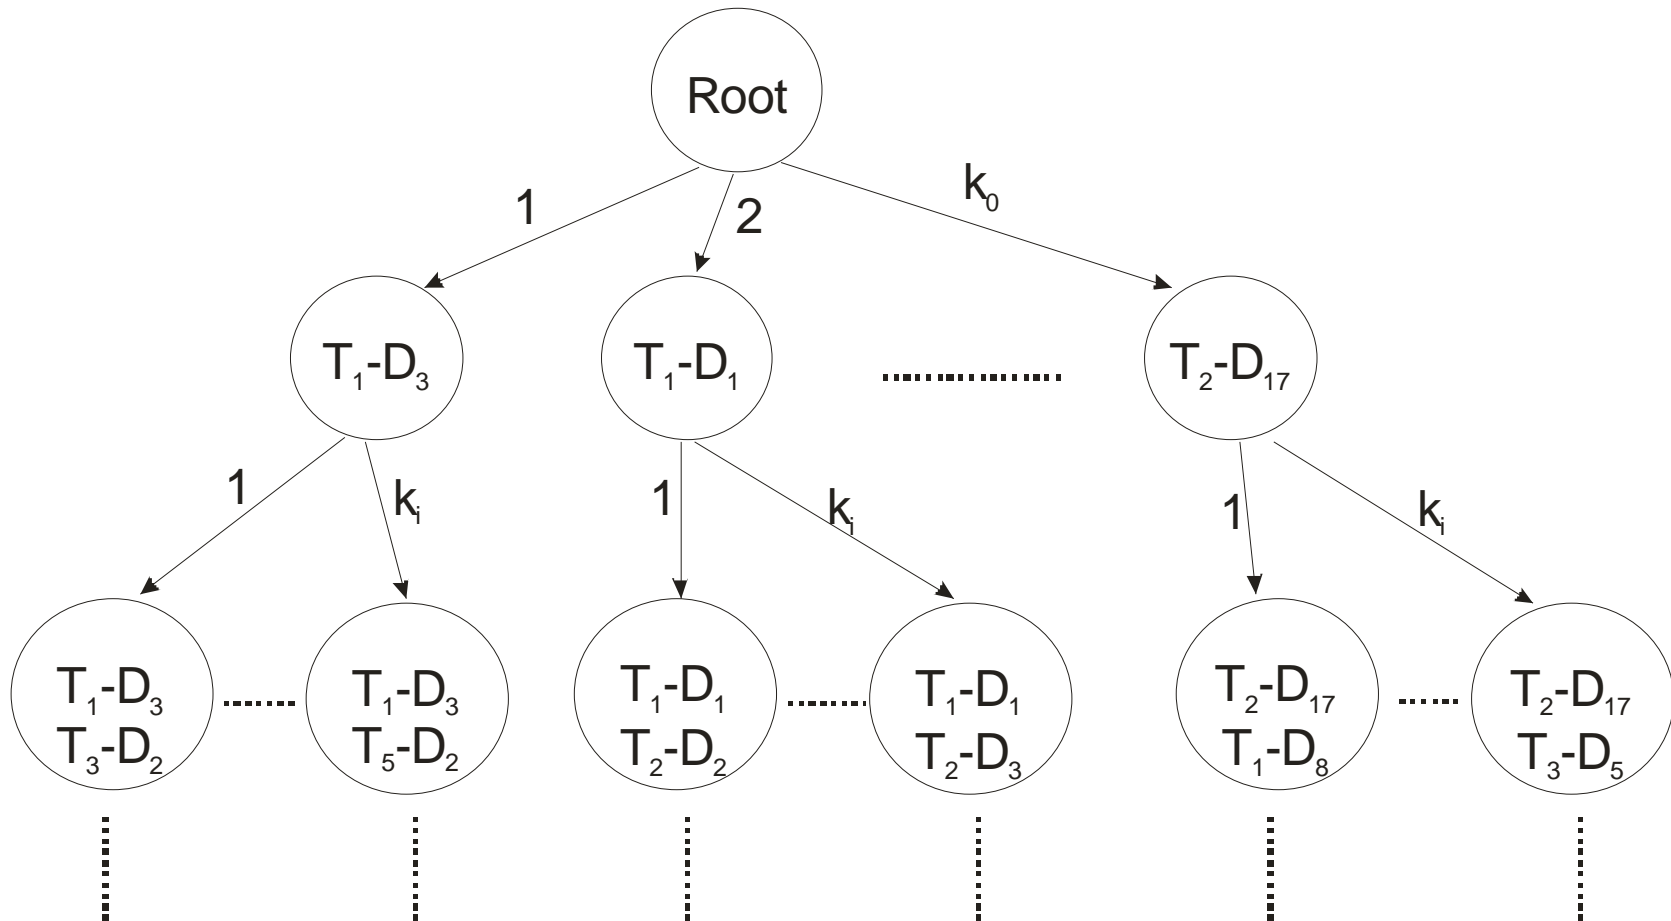 Root
1
2
k₀
T₁-D₃
T₁-D₁
T₂-D₁₇
1
kᵢ
1
kᵢ
1
kᵢ
T₁-D₃
T₃-D₂
T₁-D₃
T₅-D₂
T₁-D₁
T₂-D₂
T₁-D₁
T₂-D₃
T₂-D₁₇
T₁-D₈
T₂-D₁₇
T₃-D₅